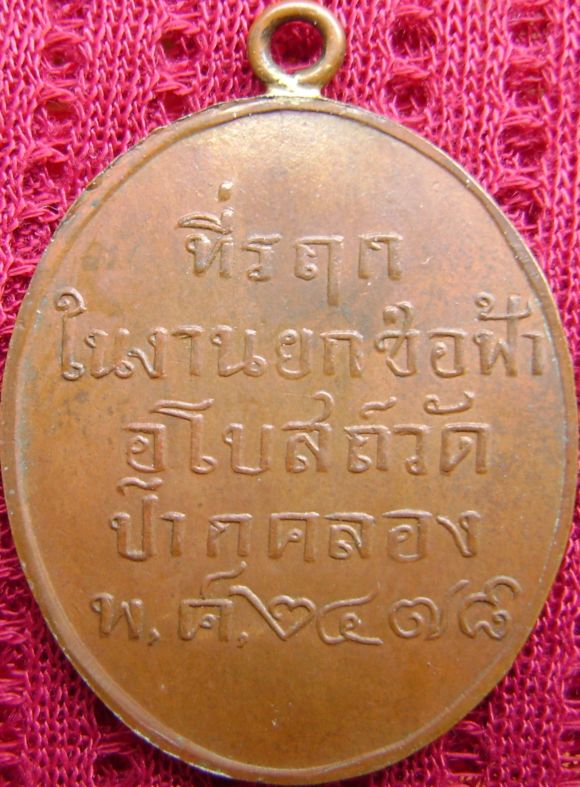 ที่รฤก
ในงานยกช่อฟ้า
อุโบสถ์วัด
ปากคลอง
พ,ศ์,๒๔๗๘